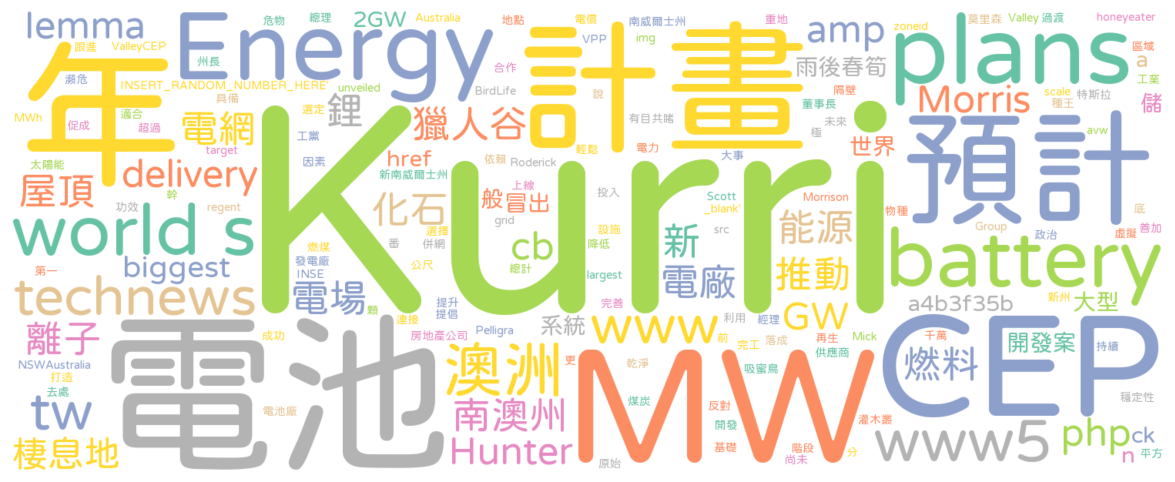 lemma
跟進
ValleyCEP
州長
危物
總理
2GW
Australia
地點
電價
VPP
img
南威爾士州
重地
amp
zoneid
莫里森
Valley
過渡
honeyeater
Energy
計畫
plans
年
瀕危
INSERT_RANDOM_NUMBER_HERE'
具備
unveiled
合作
BirdLife
說
董事長
雨後春筍
隔壁
區域
a
工業
scale
種王
特斯拉
MWh
促成
適合
超過
電網
選定
鋰
獵人谷
有目共睹
未來
極
Morris
儲
太陽能
target
工業
因素
href
依賴
Roderick
輕鬆
電力
大事
世界
avw
屋頂
delivery
幹
新南威爾士州
上線
般
冒出
投入
Scott
_blank'
Morrison
物種
預計
功效
regent
化石
選擇
番
併網
grid
設施
src
能源
Group
政治
底
虛擬
善加
world s
Kurri
燃煤
發電廠
cb
降低
新
battery
第一
biggest
INSE
公尺
總計
largest
電廠
推動
technews
電場
提升
提倡
題
連接
完善
a4b3f35b
大型
新州
離子
成功
房地產公司
Pelligra
系統
www
利用
經理
落成
GW
Mick
前
完工
再生
供應商
千萬
開發案
持續
NSWAustralia
打造
去處
電池
澳洲
更
乾淨
MW
吸蜜鳥
燃料
CEP
穩定性
tw
電池廠
南澳州
煤炭
反對
開發
灌木叢
棲息地
Hunter
原始
基礎
階段
尚未
分
www5
php
ck
n
平方